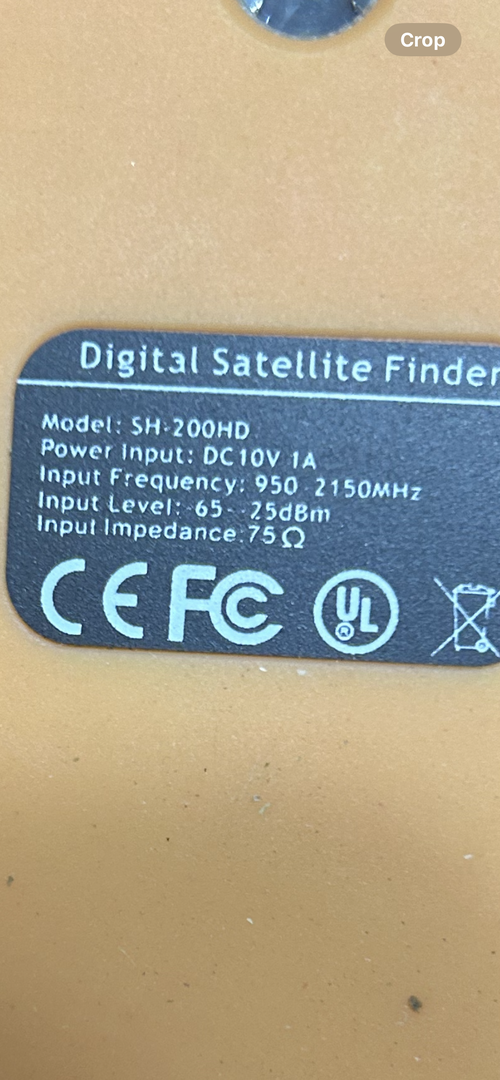 Crop
Digital Satellite Finder
Model: SH-200HD
Power Input: DC10V 1A
Input Frequency: 950 2150MHz
Input Level: -65- -25dBm
Input Impedance:75Ω
CE FC UL ®